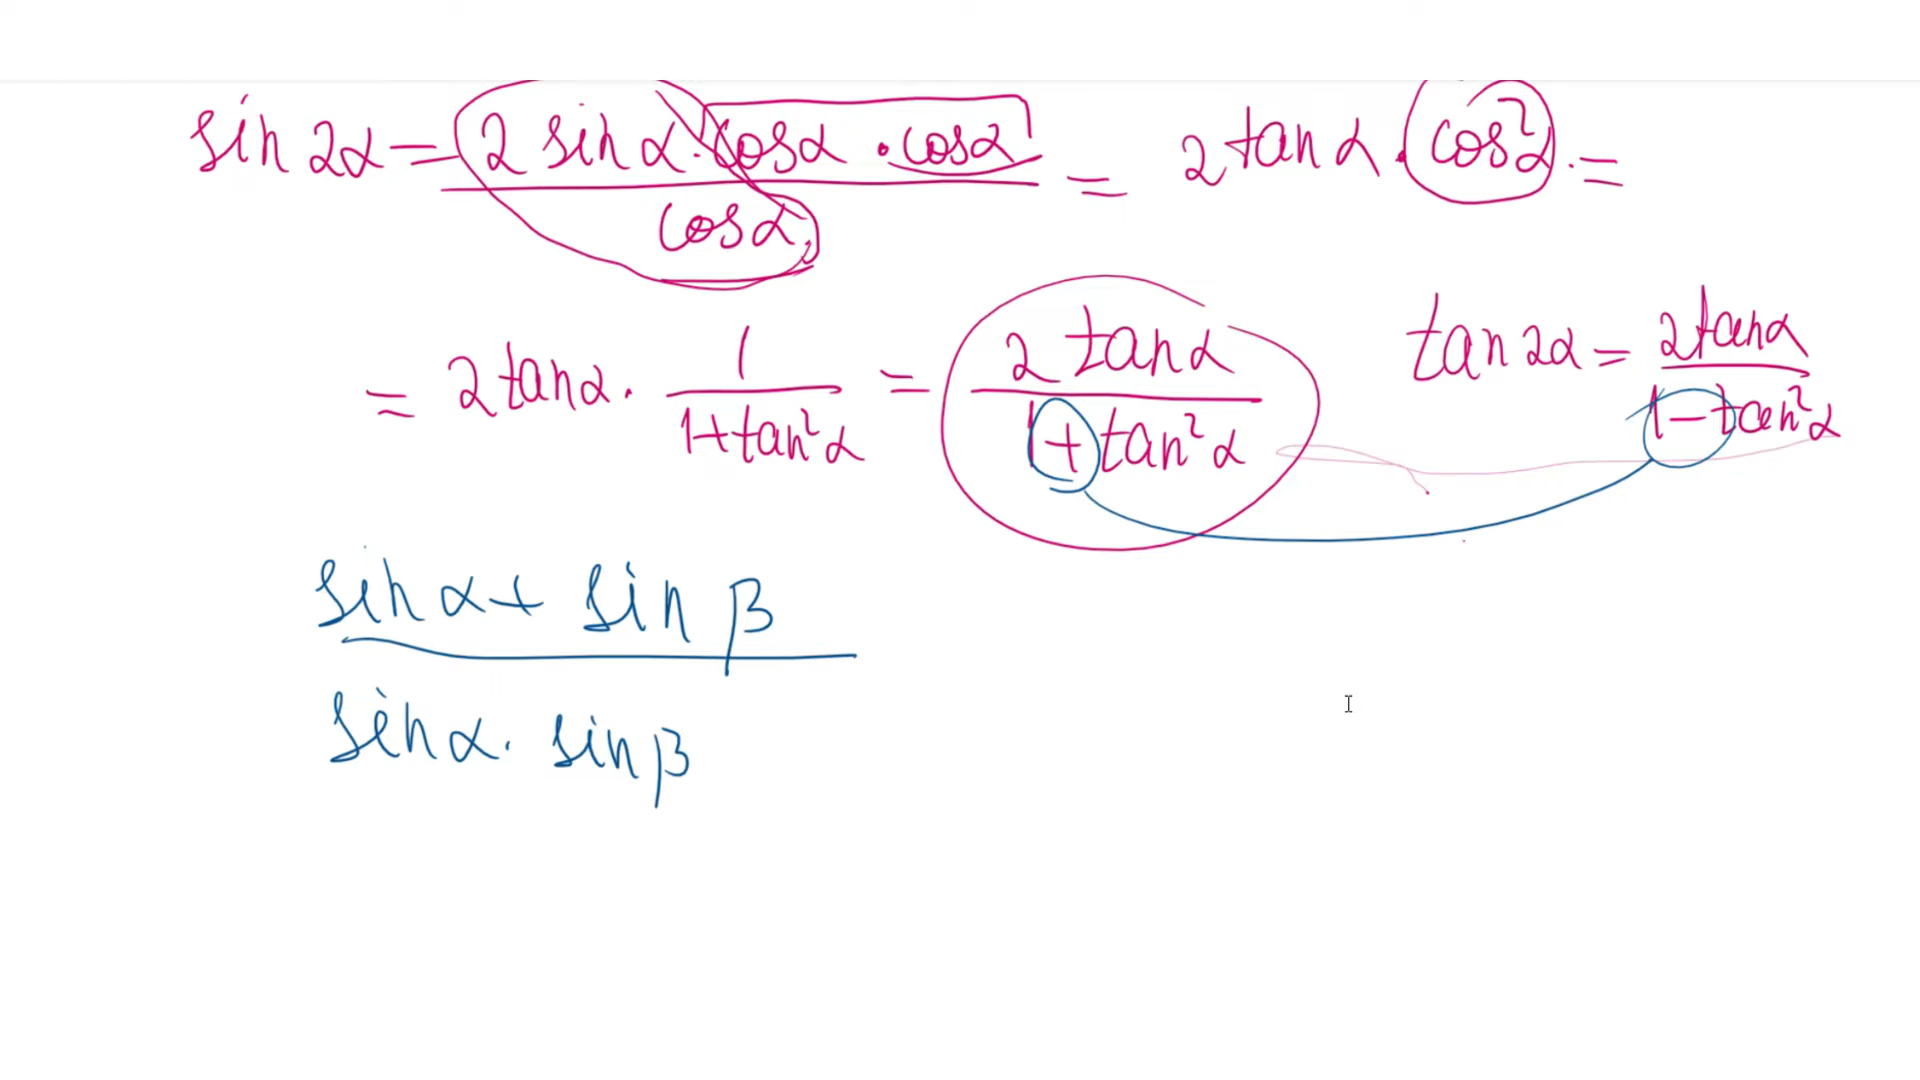 sin 2α = 2 sin α · cos α · cos α / cos α = 2 tan α · cos²α · =
= 2 tan α · 1 / 1 + tan²α = 2 tan α / 1 + tan²α
tan 2α = 2 tan α / 1 − tan²α
sin α + sin β
sin α · sin β